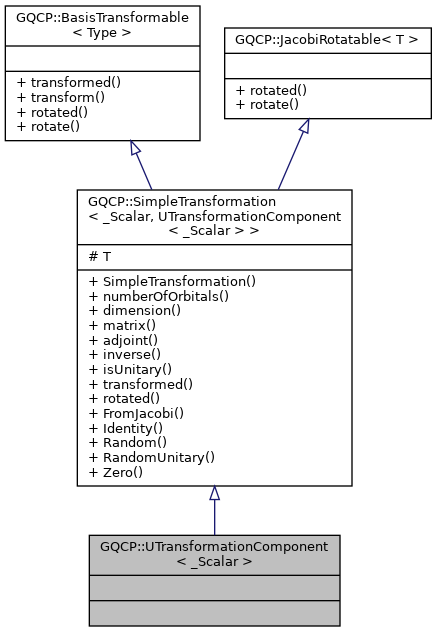 GQCP::BasisTransformable
< Type >
+ transformed()
+ transform()
+ rotated()
+ rotate()
GQCP::JacobiRotatable< T >
+ rotated()
+ rotate()
GQCP::SimpleTransformation
< _Scalar, UTransformationComponent
< _Scalar > >
# T
+ SimpleTransformation()
+ numberOfOrbitals()
+ dimension()
+ matrix()
+ adjoint()
+ inverse()
+ isUnitary()
+ transformed()
+ rotated()
+ FromJacobi()
+ Identity()
+ Random()
+ RandomUnitary()
+ Zero()
GQCP::UTransformationComponent
< _Scalar >